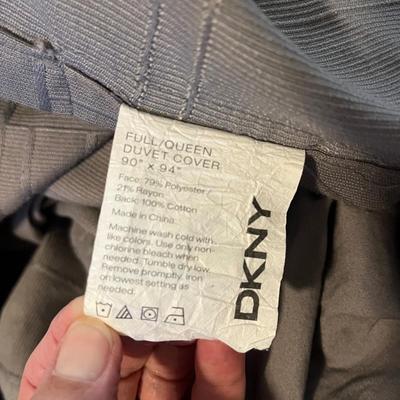 FULL/QUEEN
DUVET COVER
90" x 94"
Face: 79% Polyester/
21% Rayon
Back: 100% Cotton
Made in China
Machine wash cold with
like colors. Use only non-
chlorine bleach when
needed. Tumble dry low.
Remove promptly. Iron
on lowest setting as
needed.
DKNY